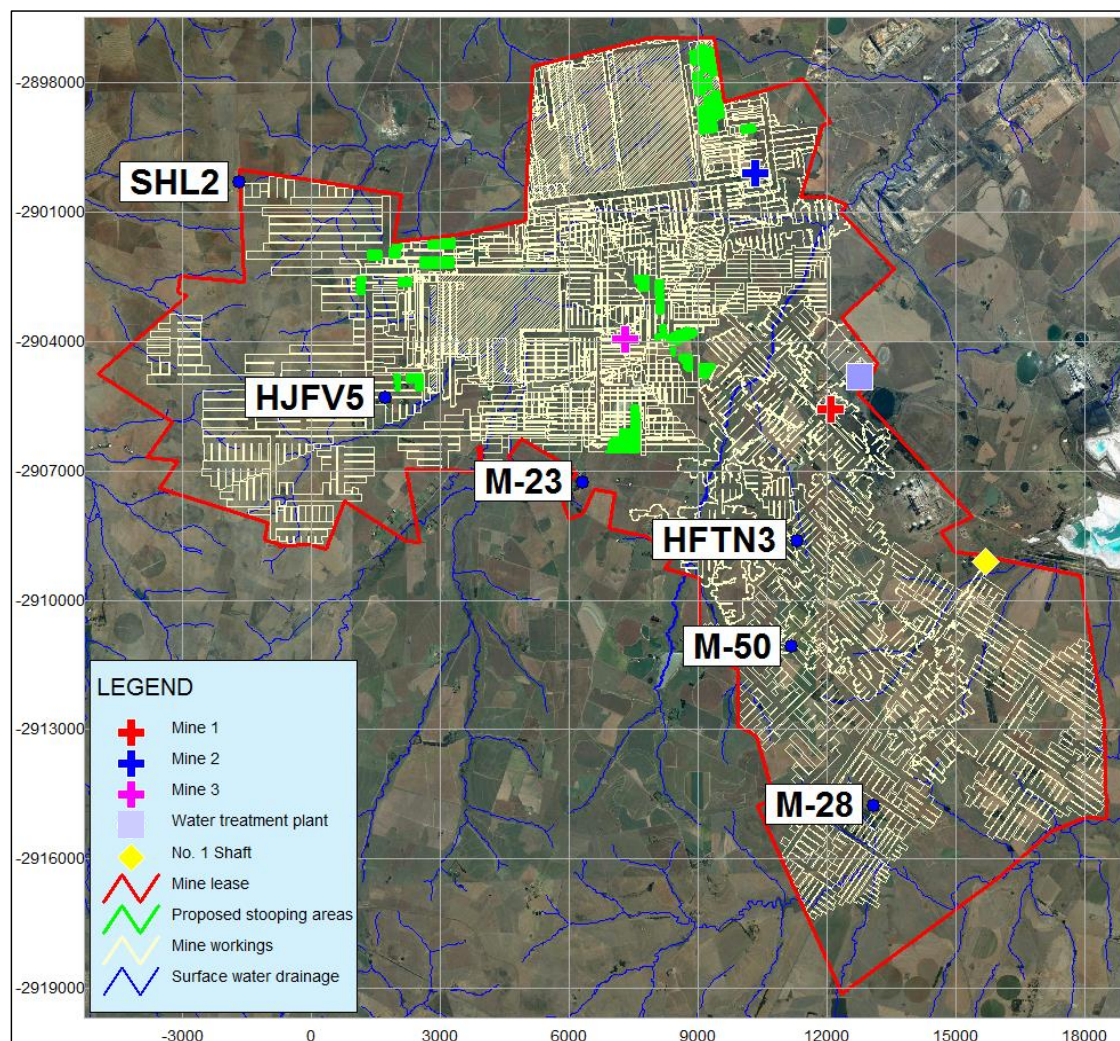 -2898000
SHL2
-2901000
-2904000
HJFV5
-2907000
M-23
HFTN3
-2910000
M-50
LEGEND
Mine 1
Mine 2
Mine 3
Water treatment plant
No. 1 Shaft
Mine lease
Proposed stooping areas
Mine workings
Surface water drainage
-2913000
M-28
-2916000
-2919000
-3000 0 3000 6000 9000 12000 15000 18000